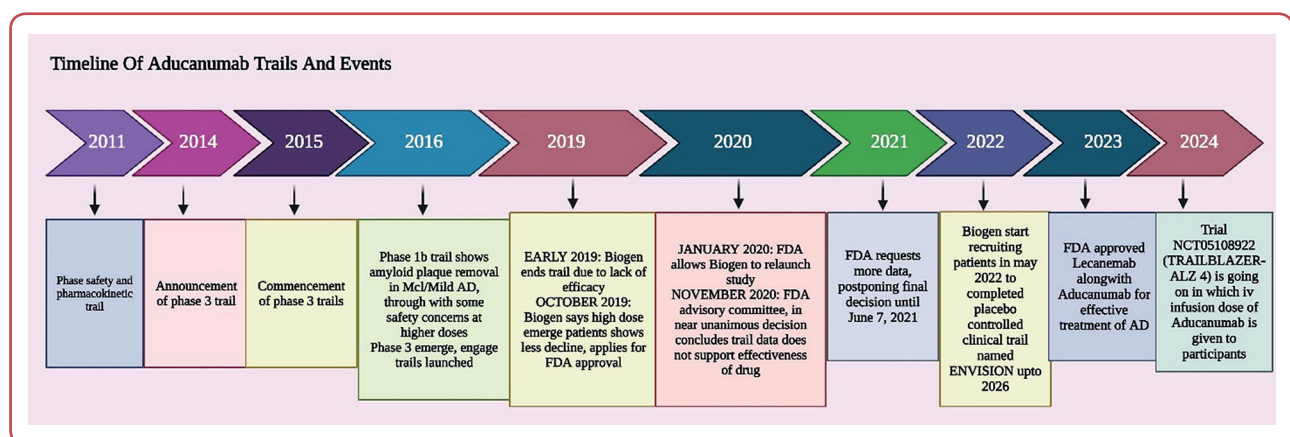 Timeline Of Aducanumab Trails And Events
2011
2014
2015
2016
2019
2020
2021
2022
2023
2024
Phase safety and
pharmacokinetic
trail
Announcement
of phase 3 trail
Commencement
of phase 3 trails
Phase 1b trail shows
amyloid plaque removal
in Mcl/Mild AD,
through with some
safety concerns at
higher doses
Phase 3 emerge, engage
trails launched
EARLY 2019: Biogen
ends trail due to lack of
efficacy
OCTOBER 2019:
Biogen says high dose
emerge patients shows
less decline, applies for
FDA approval
JANUARY 2020: FDA
allows Biogen to relaunch
study
NOVEMBER 2020: FDA
advisory committee, in
near unanimous decision
concludes trail data does
not support effectiveness
of drug
FDA requests
more data,
postponing final
decision until
June 7, 2021
Biogen start
recruiting
patients in may
2022 to
completed
placebo
controlled
clinical trail
named
ENVISION upto
2026
FDA approved
Lecanemab
alongwith
Aducanumab for
effective
treatment of AD
Trial
NCT05108922
(TRAILBLAZER-
ALZ 4) is going
on in which iv
infusion dose of
Aducanumab is
given to
participants